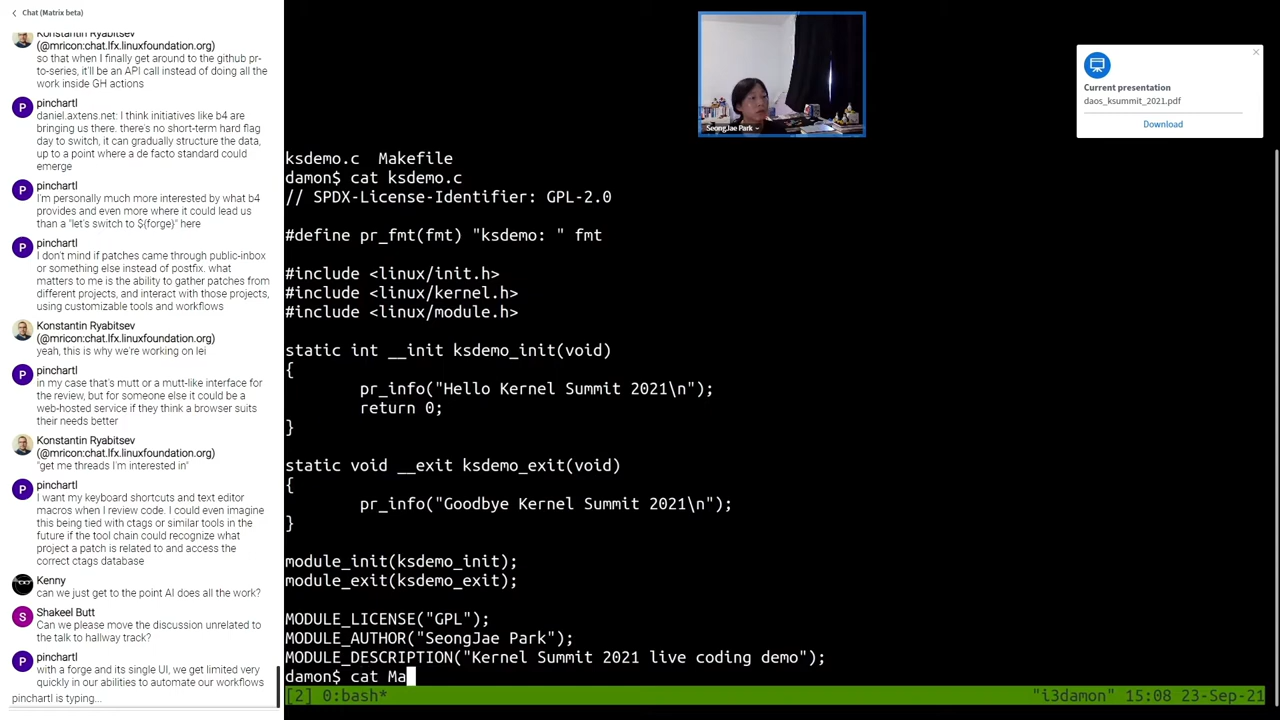 Chat (Matrix beta)
Konstantin Ryabitsev
(@mricon:chat.lfx.linuxfoundation.org)
so that when I finally get around to the github pr-
to-series, it'll be an API call instead of doing all the
work inside GH actions
P
pinchartl
daniel.axtens.net: I think initiatives like b4 are
bringing us there. there's no short-term hard flag
day to switch, it can gradually structure the data,
up to a point where a de facto standard could
emerge
P
pinchartl
I'm personally much more interested by what b4
provides and even more where it could lead us
than a "let's switch to ${forge}" here
P
pinchartl
I don't mind if patches came through public-inbox
or something else instead of postfix. what
matters to me is the ability to gather patches from
different projects, and interact with those projects,
using customizable tools and workflows
Konstantin Ryabitsev
(@mricon:chat.lfx.linuxfoundation.org)
yeah, this is why we're working on lei
P
pinchartl
in my case that's mutt or a mutt-like interface for
the review, but for someone else it could be a
web-hosted service if they think a browser suits
their needs better
Konstantin Ryabitsev
(@mricon:chat.lfx.linuxfoundation.org)
"get me threads I'm interested in"
P
pinchartl
I want my keyboard shortcuts and text editor
macros when I review code. I could even imagine
this being tied with ctags or similar tools in the
future if the tool chain could recognize what
project a patch is related to and access the
correct ctags database
Kenny
can we just get to the point AI does all the work?
S
Shakeel Butt
Can we please move the discussion unrelated to
the talk to hallway track?
P
pinchartl
with a forge and its single UI, we get limited very
quickly in our abilities to automate our workflows
pinchartl is typing...
SeongJae Park
Current presentation
daos_ksummit_2021.pdf
Download
ksdemo.c  Makefile
damon$ cat ksdemo.c
// SPDX-License-Identifier: GPL-2.0
#define pr_fmt(fmt) "ksdemo: " fmt
#include <linux/init.h>
#include <linux/kernel.h>
#include <linux/module.h>
static int __init ksdemo_init(void)
{
        pr_info("Hello Kernel Summit 2021\n");
        return 0;
}
static void __exit ksdemo_exit(void)
{
        pr_info("Goodbye Kernel Summit 2021\n");
}
module_init(ksdemo_init);
module_exit(ksdemo_exit);
MODULE_LICENSE("GPL");
MODULE_AUTHOR("SeongJae Park");
MODULE_DESCRIPTION("Kernel Summit 2021 live coding demo");
damon$ cat Ma
[2] 0:bash* "i3damon" 15:08 23-Sep-21